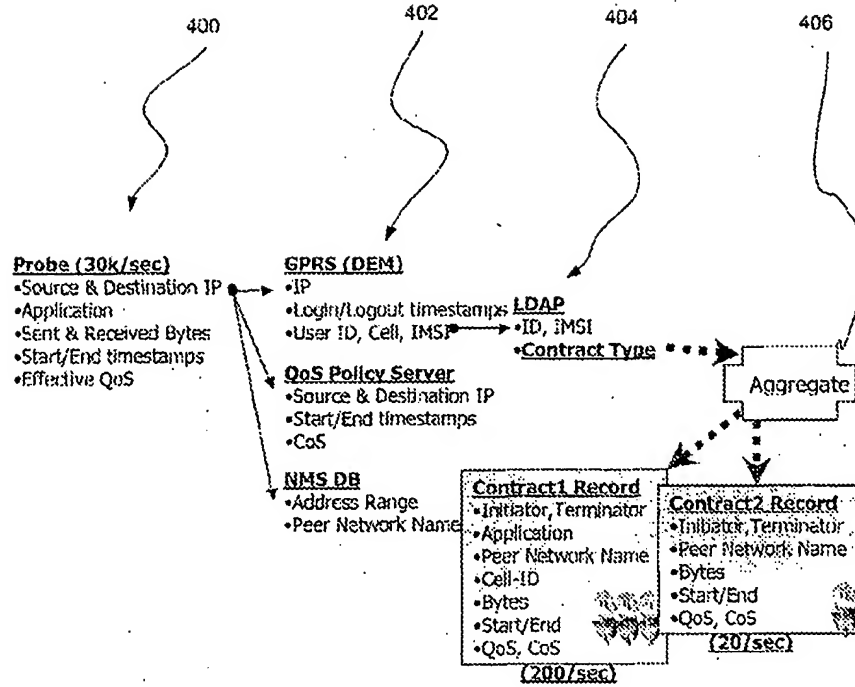 400
402
404
406
Probe (30k/sec)
•Source & Destination IP
•Application
•Sent & Received Bytes
•Start/End timestamps
•Effective QoS
GPRS (DEM)
•IP
•Login/Logout timestamps
•User ID, Cell, IMSI
LDAP
•ID, IMSI
•Contract Type
QoS Policy Server
•Source & Destination IP
•Start/End timestamps
•CoS
NMS DB
•Address Range
•Peer Network Name
Aggregate
Contract1 Record
•Initiator,Terminator
•Application
•Peer Network Name
•Cell-ID
•Bytes
•Start/End
•QoS, CoS
(200/sec)
Contract2 Record
•Initiator,Terminator
•Peer Network Name
•Bytes
•Start/End
•QoS, CoS
(20/sec)